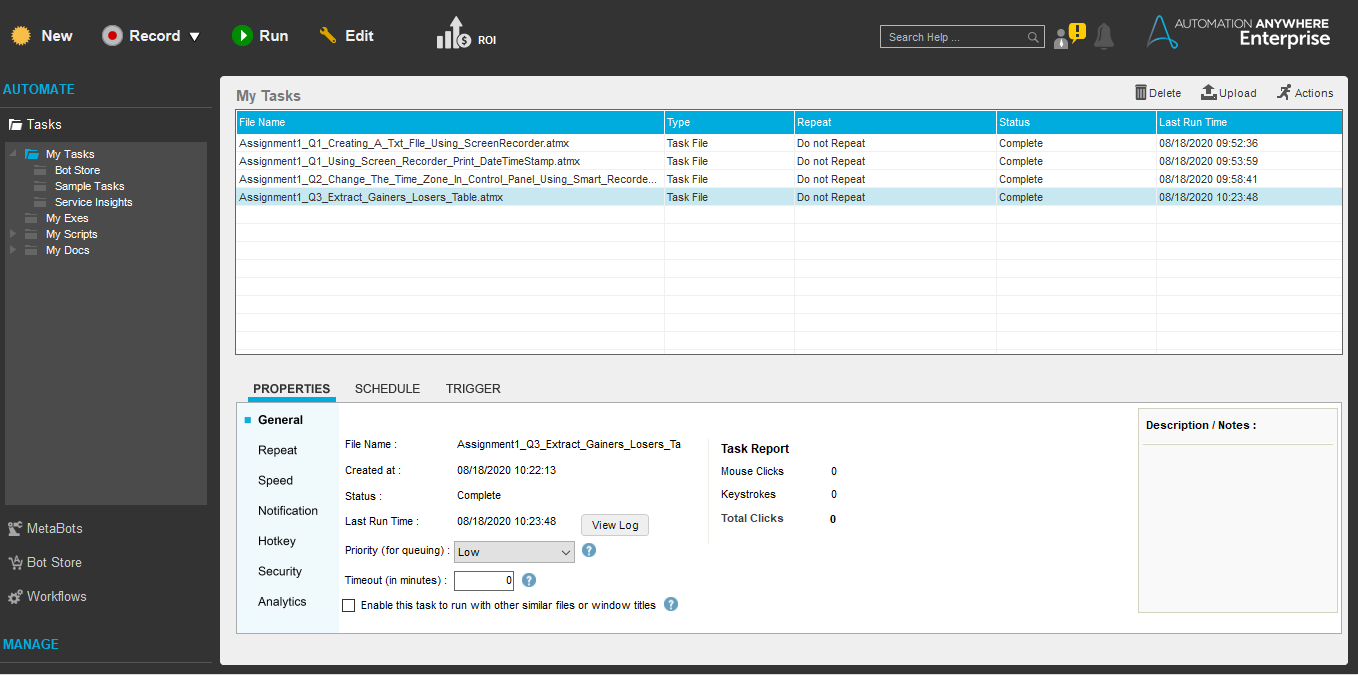 New Record Run Edit ROI Search Help ... AUTOMATION ANYWHERE
Enterprise
AUTOMATE
Tasks
My Tasks
Bot Store
Sample Tasks
Service Insights
My Exes
My Scripts
My Docs
MetaBots
Bot Store
Workflows
MANAGE
My Tasks Delete Upload Actions
File Name Type Repeat Status Last Run Time
Assignment1_Q1_Creating_A_Txt_FIle_Using_ScreenRecorder.atmx Task File Do not Repeat Complete 08/18/2020 09:52:36
Assignment1_Q1_Using_Screen_Recorder_Print_DateTimeStamp.atmx Task File Do not Repeat Complete 08/18/2020 09:53:59
Assignment1_Q2_Change_The_Time_Zone_In_Control_Panel_Using_Smart_Recorde... Task File Do not Repeat Complete 08/18/2020 09:58:41
Assignment1_Q3_Extract_Gainers_Losers_Table.atmx Task File Do not Repeat Complete 08/18/2020 10:23:48
PROPERTIES SCHEDULE TRIGGER
General
Repeat
Speed
Notification
Hotkey
Security
Analytics
File Name : Assignment1_Q3_Extract_Gainers_Losers_Ta
Created at : 08/18/2020 10:22:13
Status : Complete
Last Run Time : 08/18/2020 10:23:48 View Log
Priority (for queuing) : Low ?
Timeout (in minutes) : 0 ?
Enable this task to run with other similar files or window titles ?
Task Report
Mouse Clicks 0
Keystrokes 0
Total Clicks 0
Description / Notes :